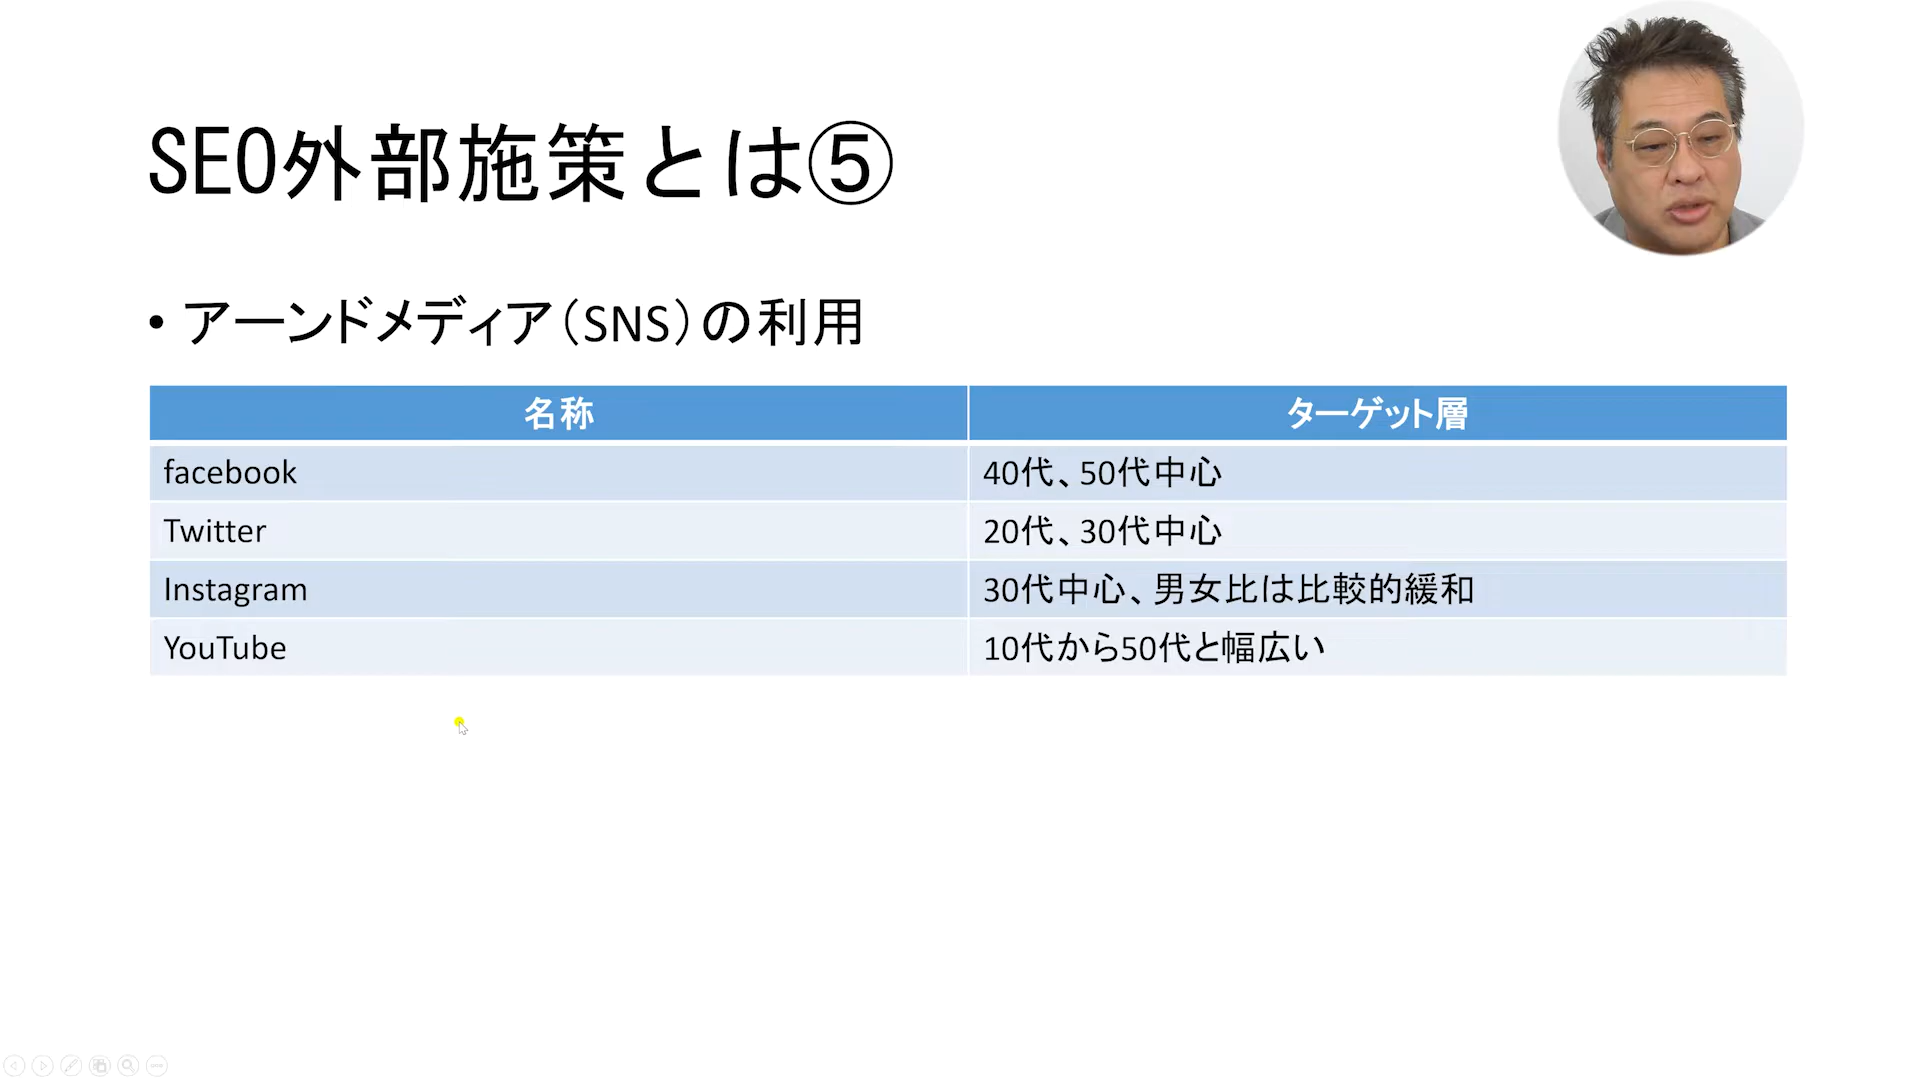 SEO外部施策とは⑤
• アーンドメディア（SNS）の利用
名称 ターゲット層
facebook 40代、50代中心
Twitter 20代、30代中心
Instagram 30代中心、男女比は比較的緩和
YouTube 10代から50代と幅広い